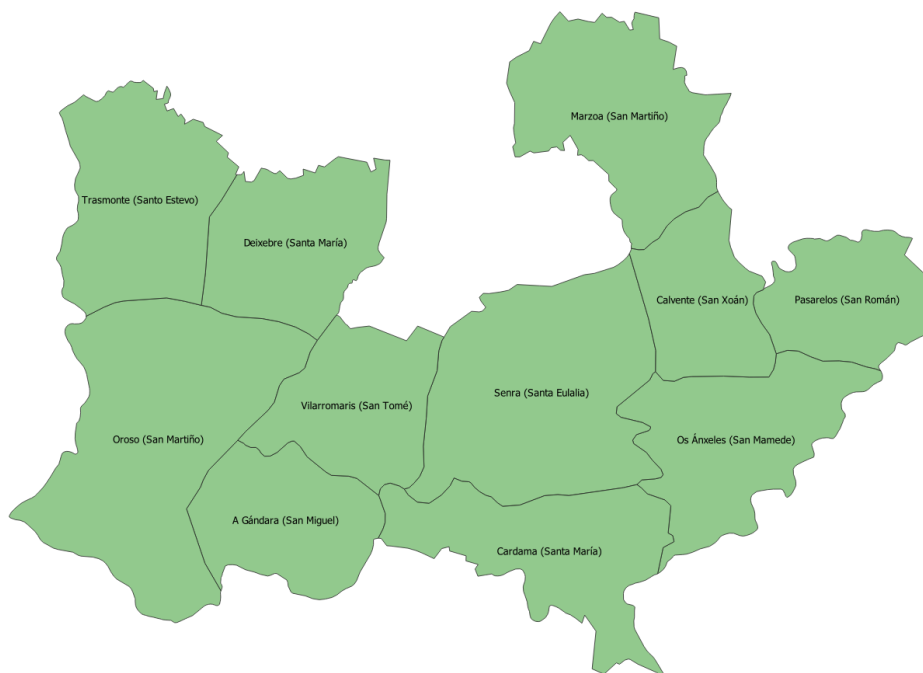 Marzoa (San Martiño)
Trasmonte (Santo Estevo)
Deixebre (Santa María)
Calvente (San Xoán)
Pasarelos (San Román)
Senra (Santa Eulalia)
Vilarromaris (San Tomé)
Oroso (San Martiño)
Os Ánxeles (San Mamede)
A Gándara (San Miguel)
Cardama (Santa María)